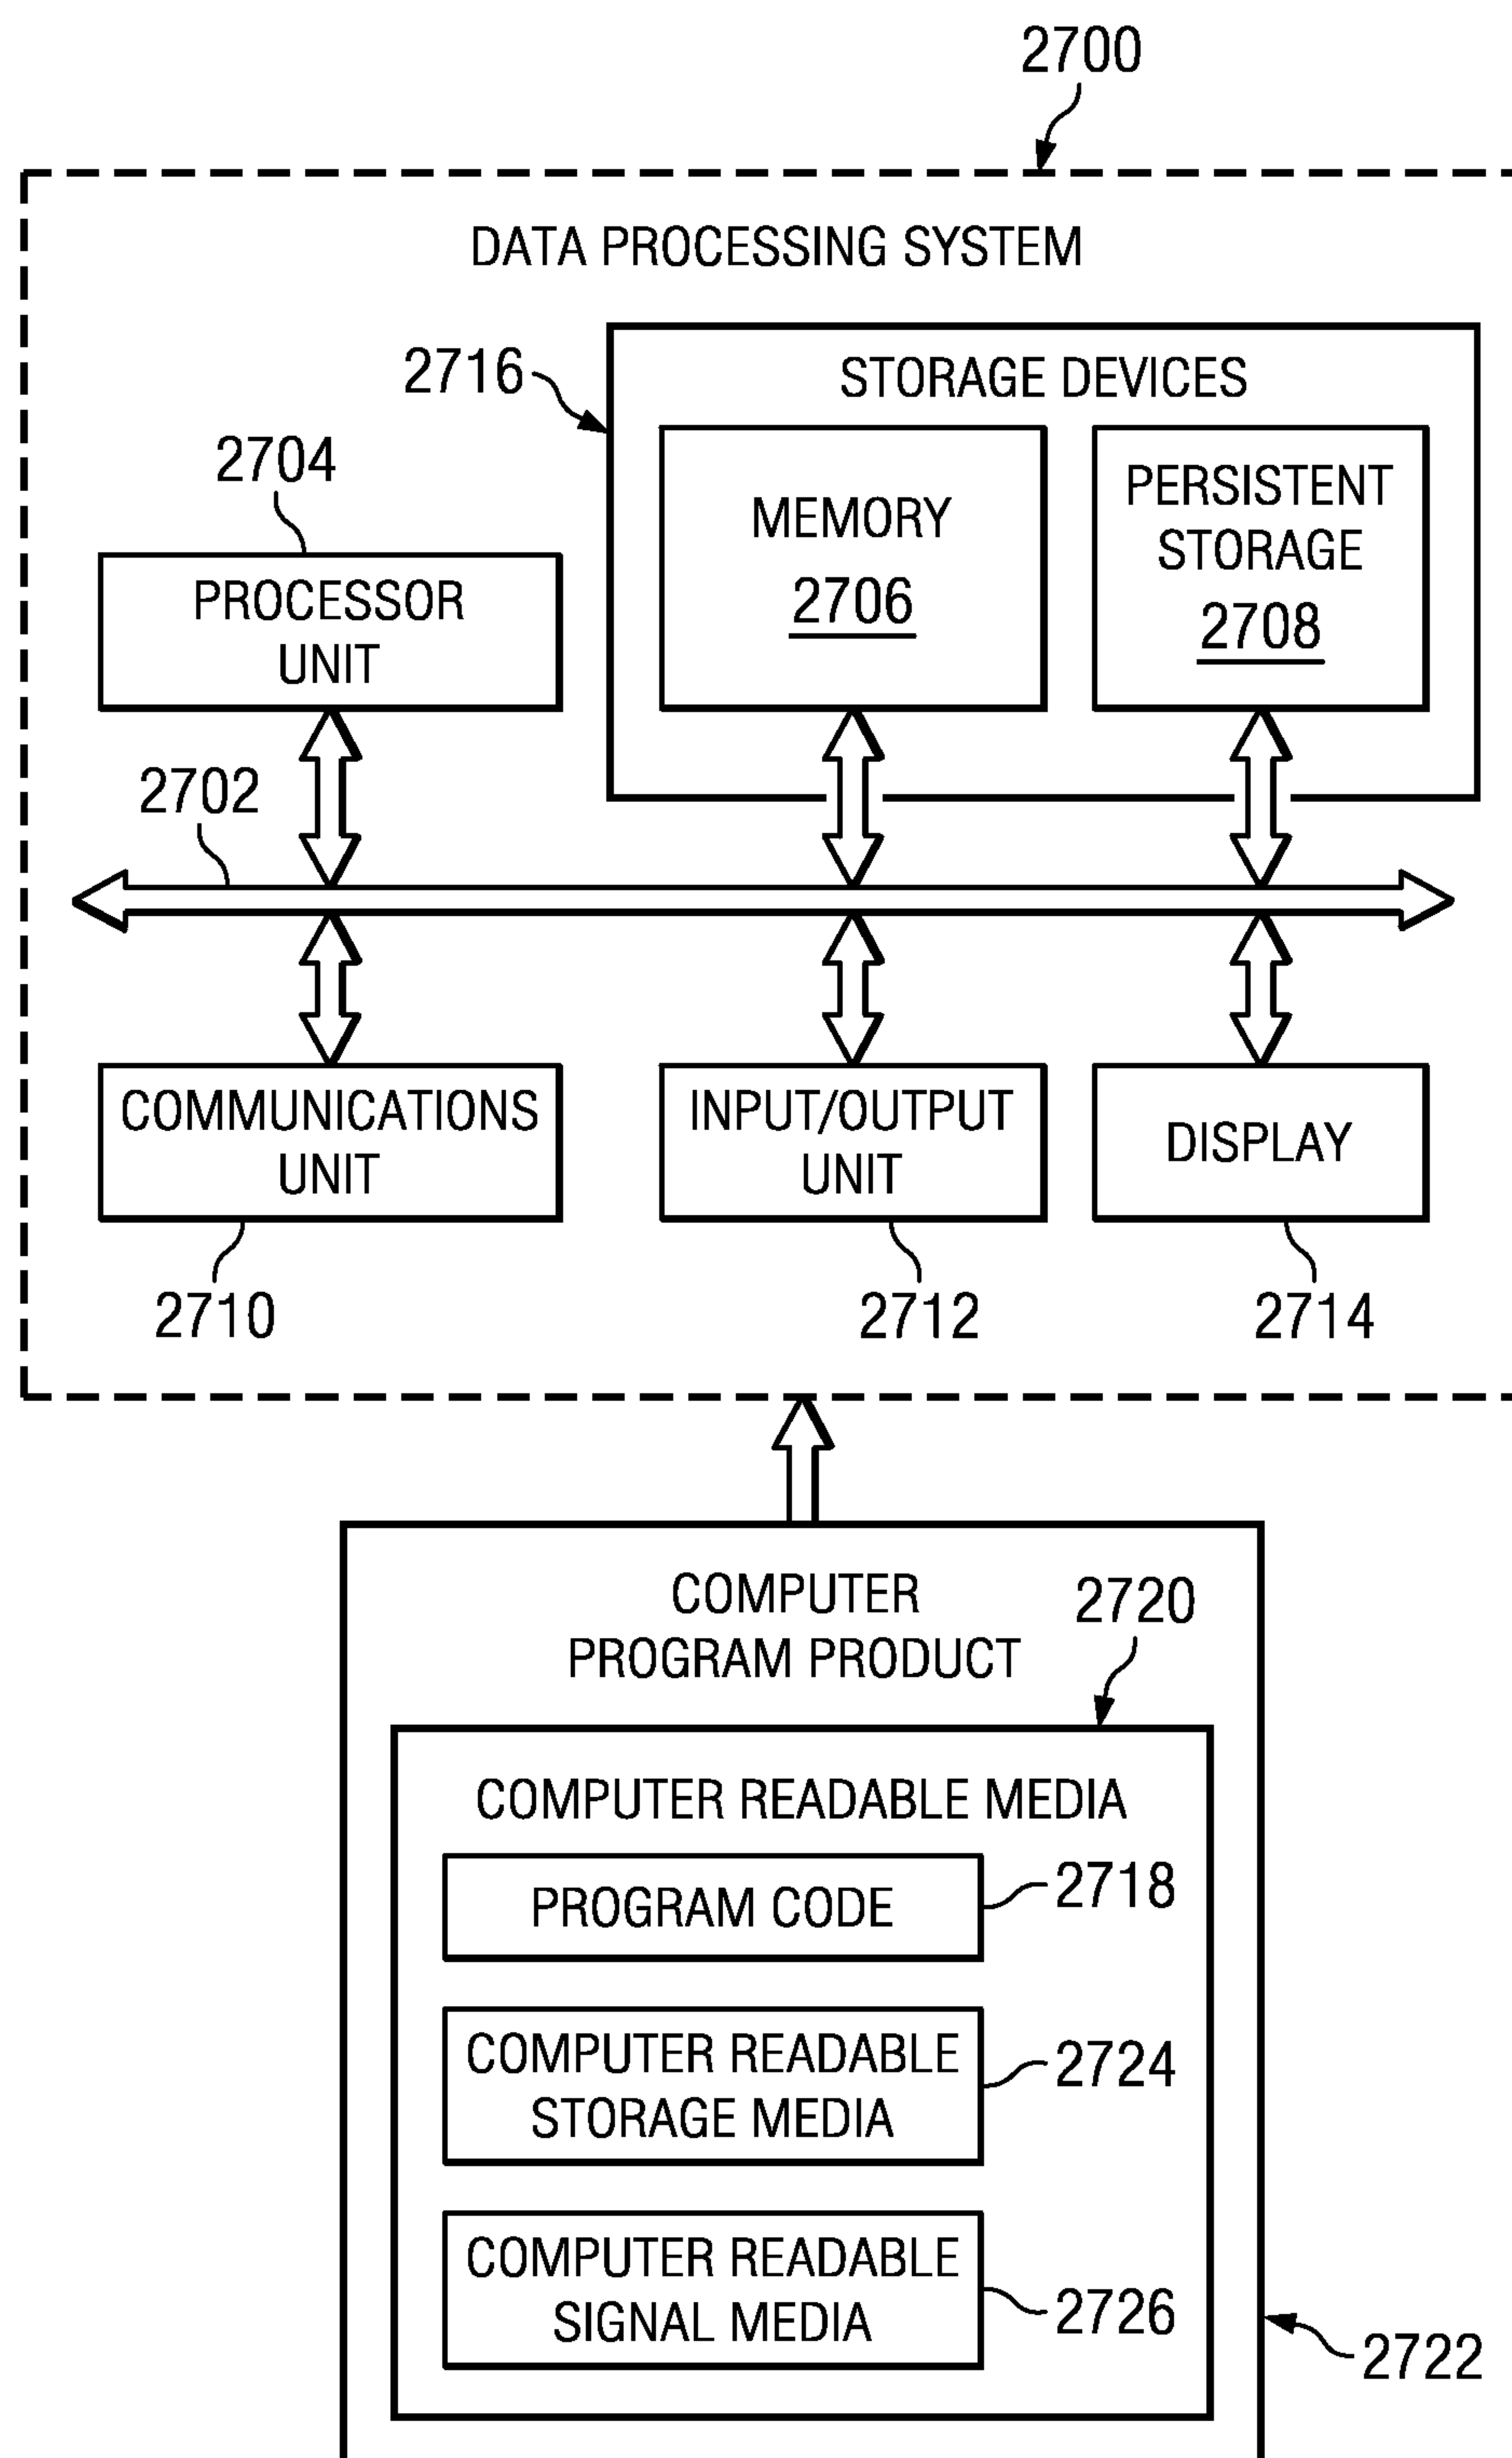 2700
DATA PROCESSING SYSTEM
2716
STORAGE DEVICES
2704
MEMORY
2706
PERSISTENT
STORAGE
2708
PROCESSOR
UNIT
2702
COMMUNICATIONS
UNIT
INPUT/OUTPUT
UNIT
DISPLAY
2710
2712
2714
COMPUTER
PROGRAM PRODUCT
2720
COMPUTER READABLE MEDIA
PROGRAM CODE
2718
COMPUTER READABLE
STORAGE MEDIA
2724
COMPUTER READABLE
SIGNAL MEDIA
2726
2722